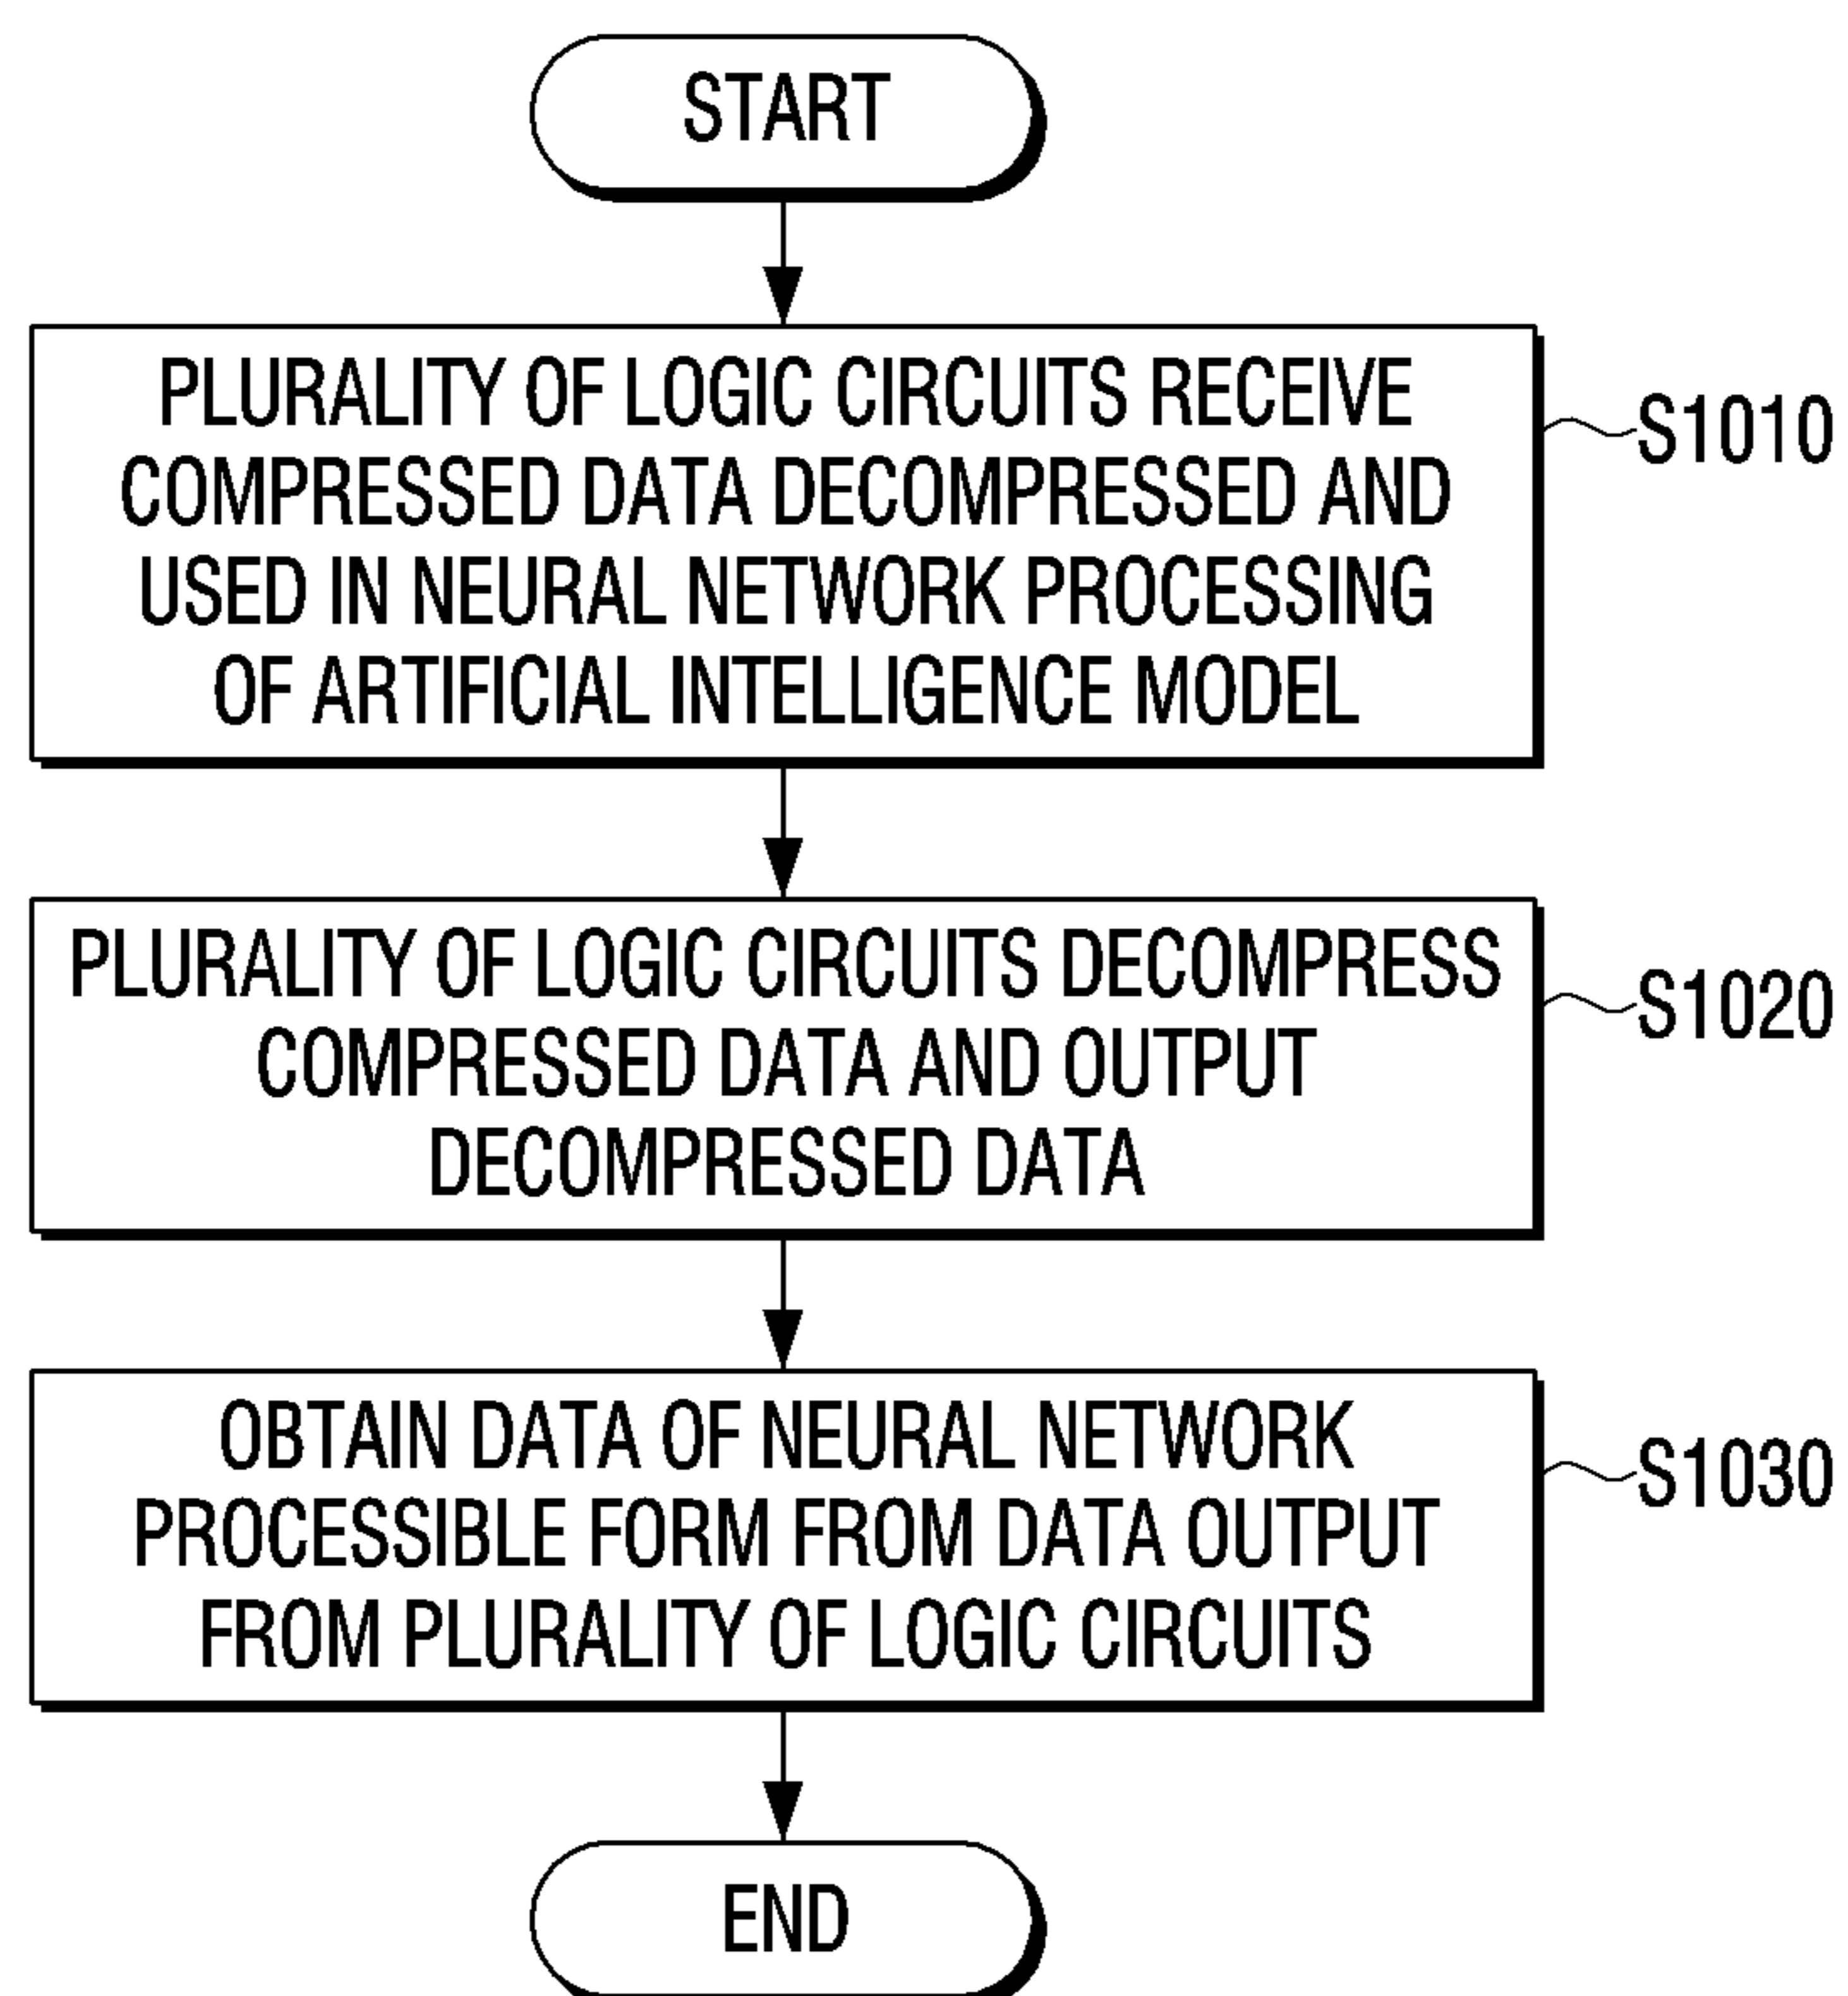 START
PLURALITY OF LOGIC CIRCUITS RECEIVE
COMPRESSED DATA DECOMPRESSED AND
USED IN NEURAL NETWORK PROCESSING
OF ARTIFICIAL INTELLIGENCE MODEL
S1010
PLURALITY OF LOGIC CIRCUITS DECOMPRESS
COMPRESSED DATA AND OUTPUT
DECOMPRESSED DATA
S1020
OBTAIN DATA OF NEURAL NETWORK
PROCESSIBLE FORM FROM DATA OUTPUT
FROM PLURALITY OF LOGIC CIRCUITS
S1030
END